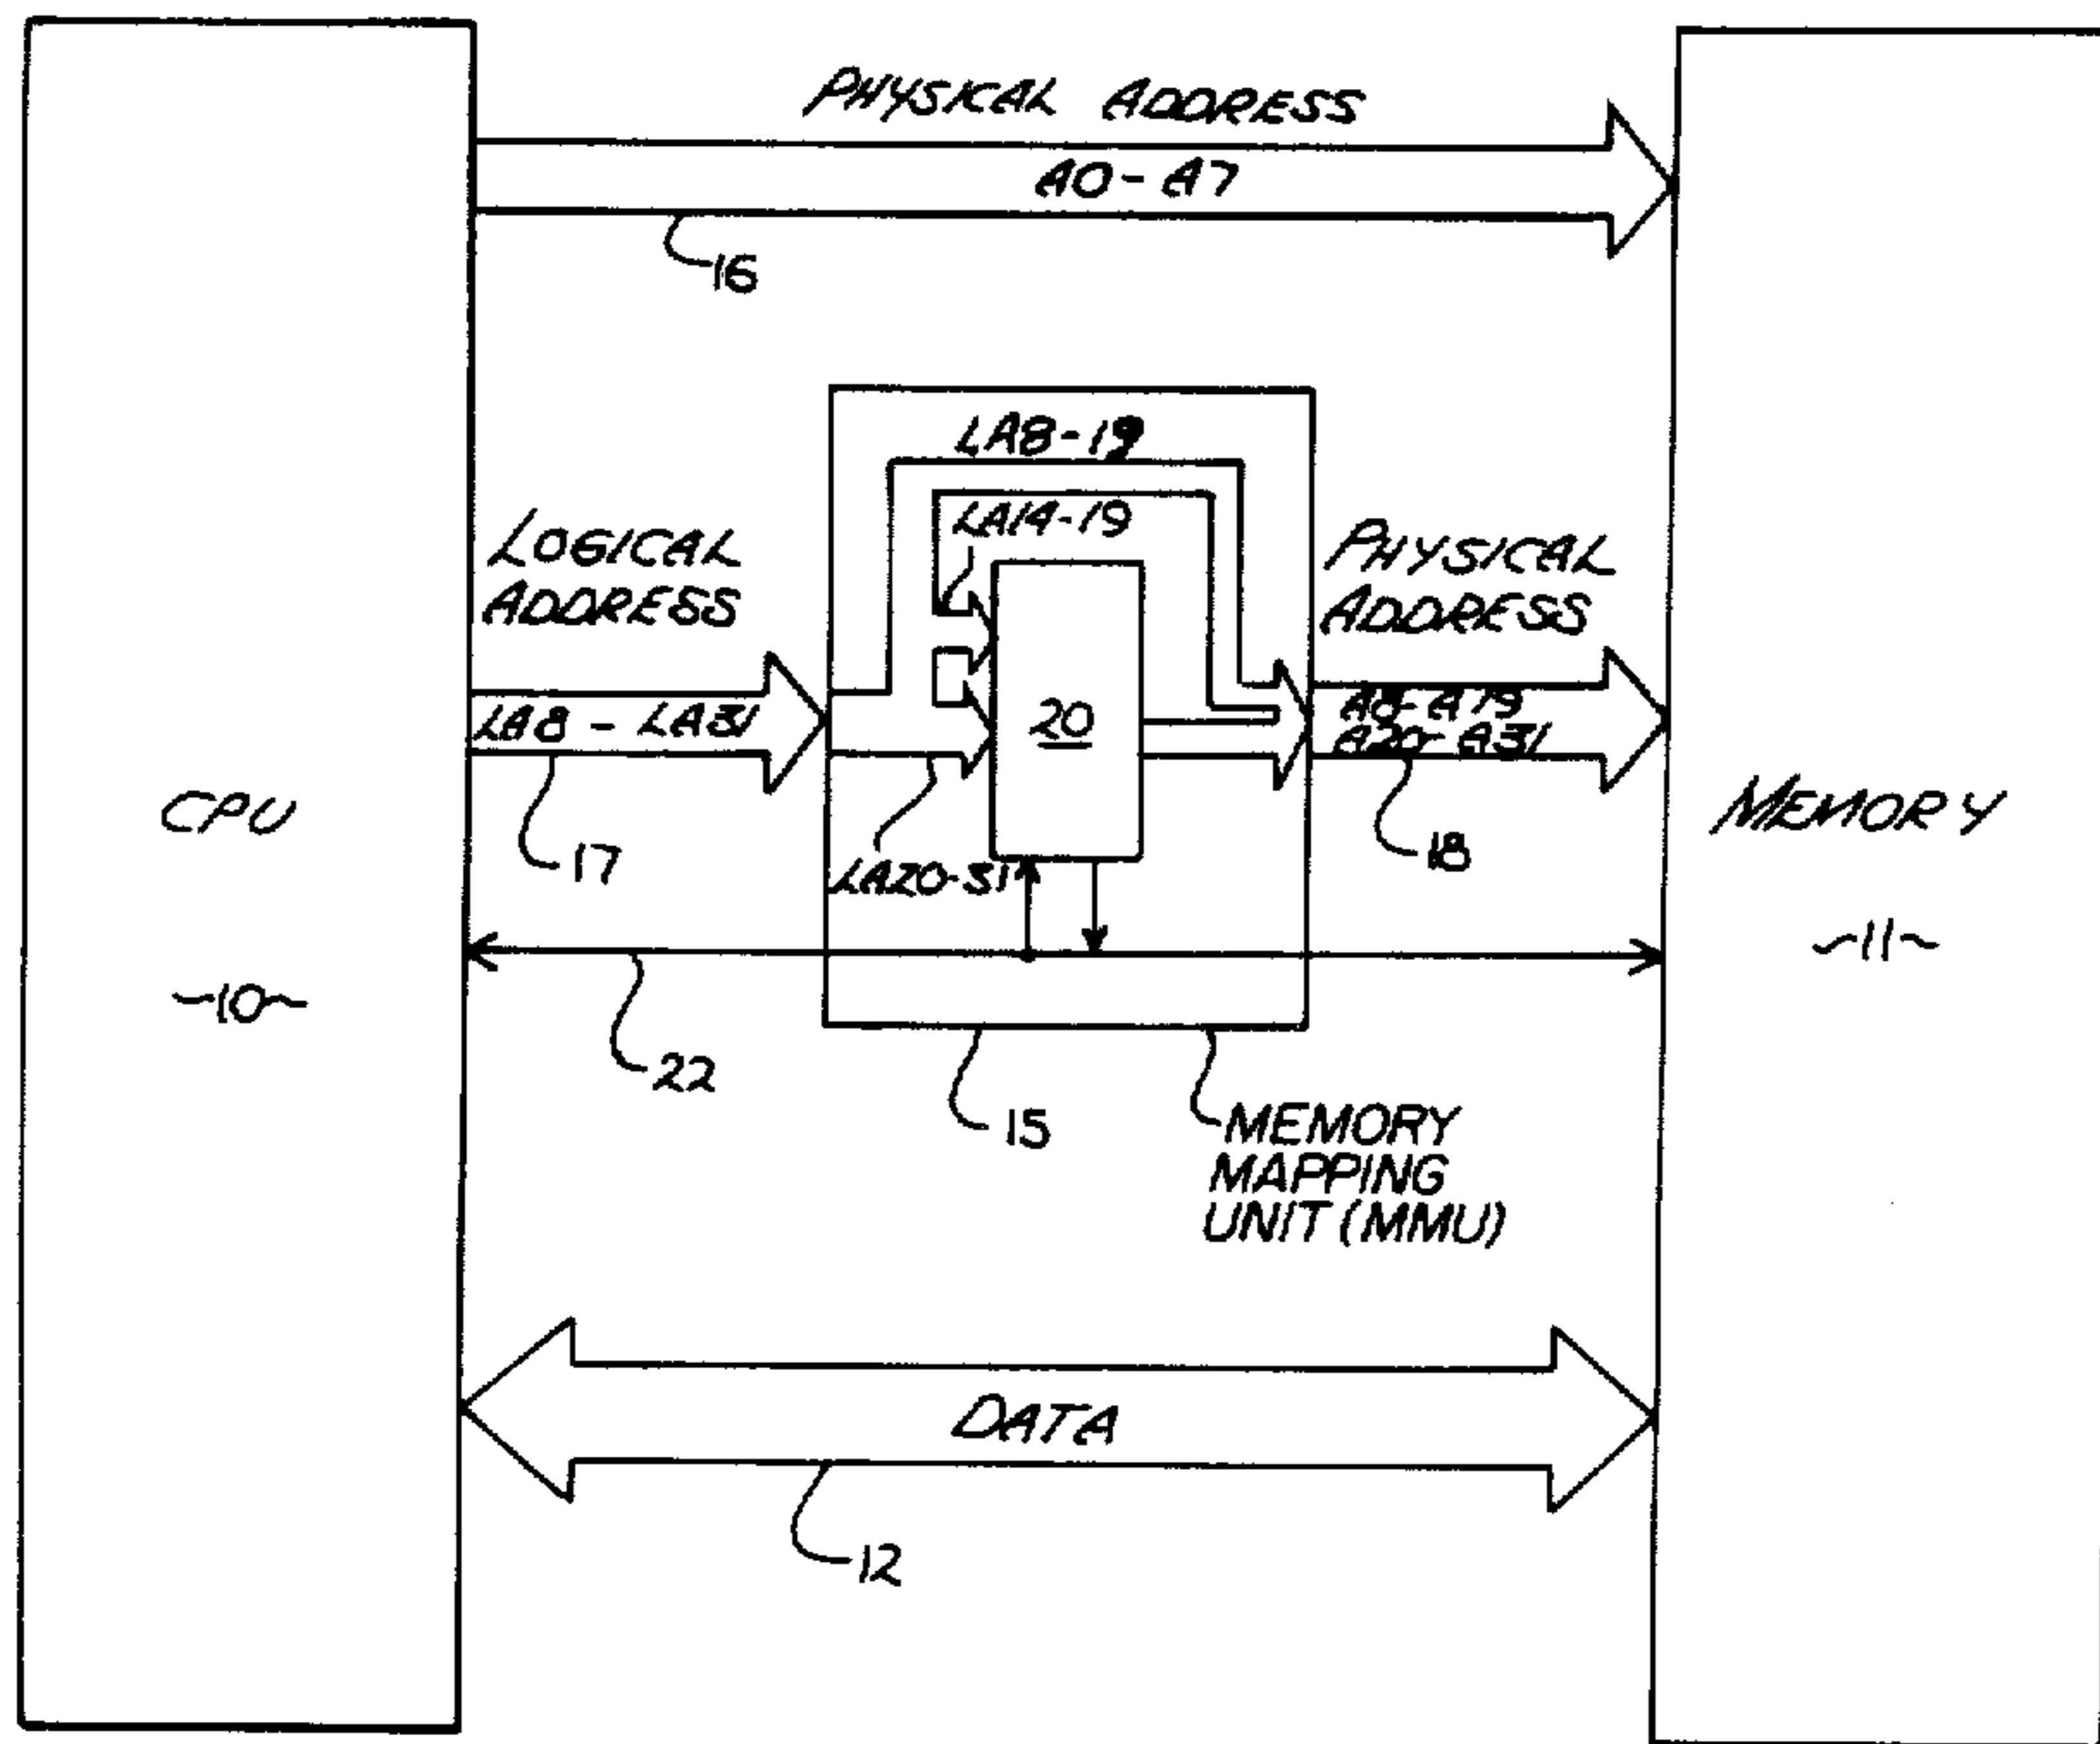 PHYSICAL ADDRESS
A0-A7
16
LA8-19
LA14-19
LOGICAL
ADDRESS
PHYSICAL
ADDRESS
LA8 - LA31
20
A8-A19
A20-A31
CPU
17
LA20-31
18
MEMORY
~10~
~11~
22
15
MEMORY
MAPPING
UNIT (MMU)
DATA
12